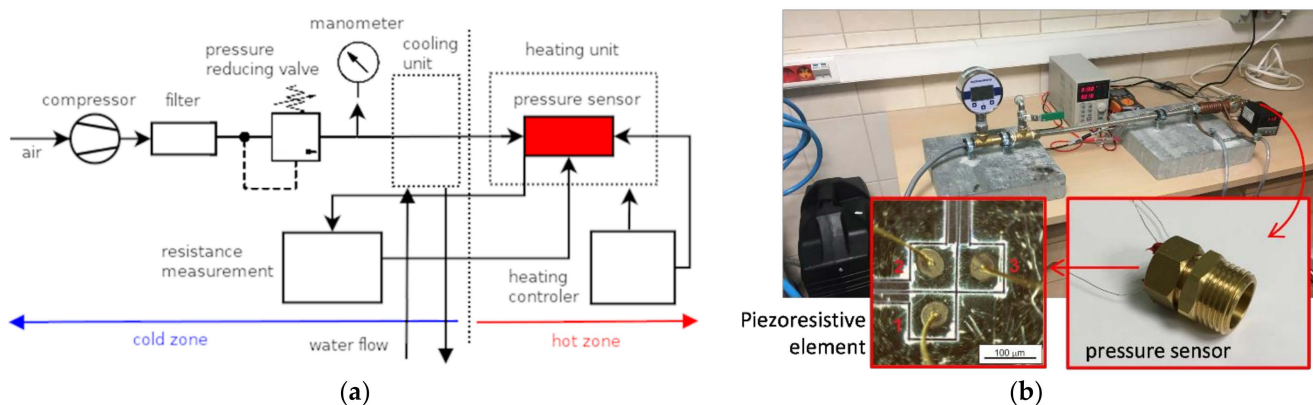 manometer
pressure
reducing valve
cooling
unit
heating unit
compressor
filter
pressure sensor
air
resistance
measurement
heating
controler
cold zone
water flow
hot zone
(a)
2
3
1
100 µm
Piezoresistive
element
pressure sensor
(b)